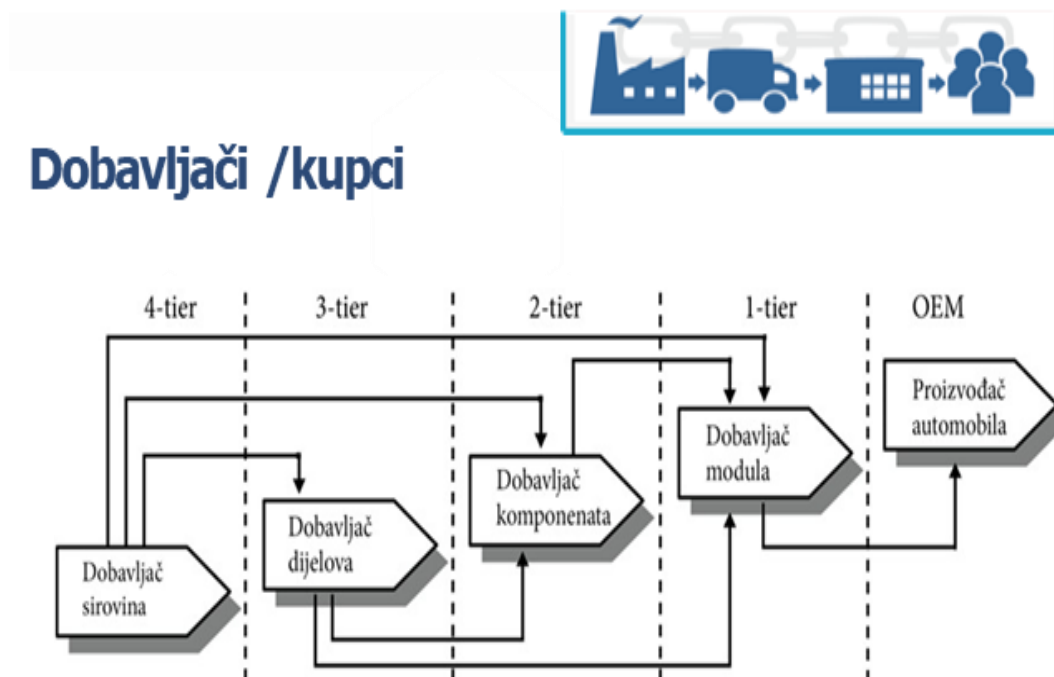 Dobavljači /kupci
4-tier
3-tier
2-tier
1-tier
OEM
Proizvođač
automobila
Dobavljač
modula
Dobavljač
komponenata
Dobavljač
dijelova
Dobavljač
sirovina